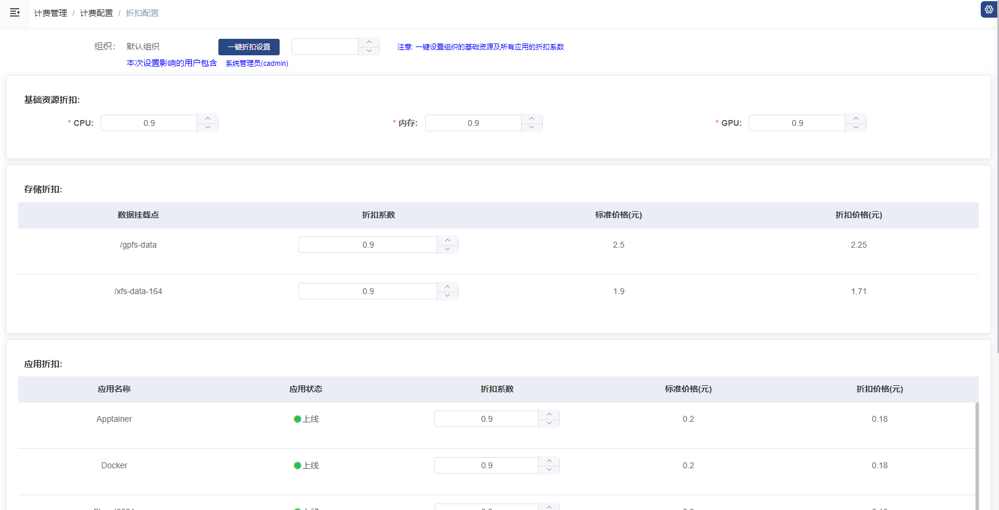 计费管理 / 计费配置 / 折扣配置
组织: 默认组织 一键折扣设置 注意: 一键设置组织的基础资源及所有应用的折扣系数
本次设置影响的用户包含 系统管理员(cadmin)
基础资源折扣:
* CPU: 0.9 * 内存: 0.9 * GPU: 0.9
存储折扣:
数据挂载点 折扣系数 标准价格(元) 折扣价格(元)
/gpfs-data 0.9 2.5 2.25
/xfs-data-164 0.9 1.9 1.71
应用折扣:
应用名称 应用状态 折扣系数 标准价格(元) 折扣价格(元)
Apptainer 上线 0.9 0.2 0.18
Docker 上线 0.9 0.2 0.18